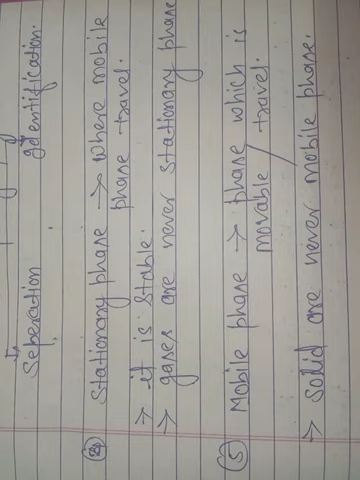 Seperation
gdentification.
④ Stationary phase → where mobile
phase travel.
→ it is stable.
→ gases are never stationary phase
⑤ Mobile phase → phase which is
movable / travel.
→ Solid are never mobile phase.